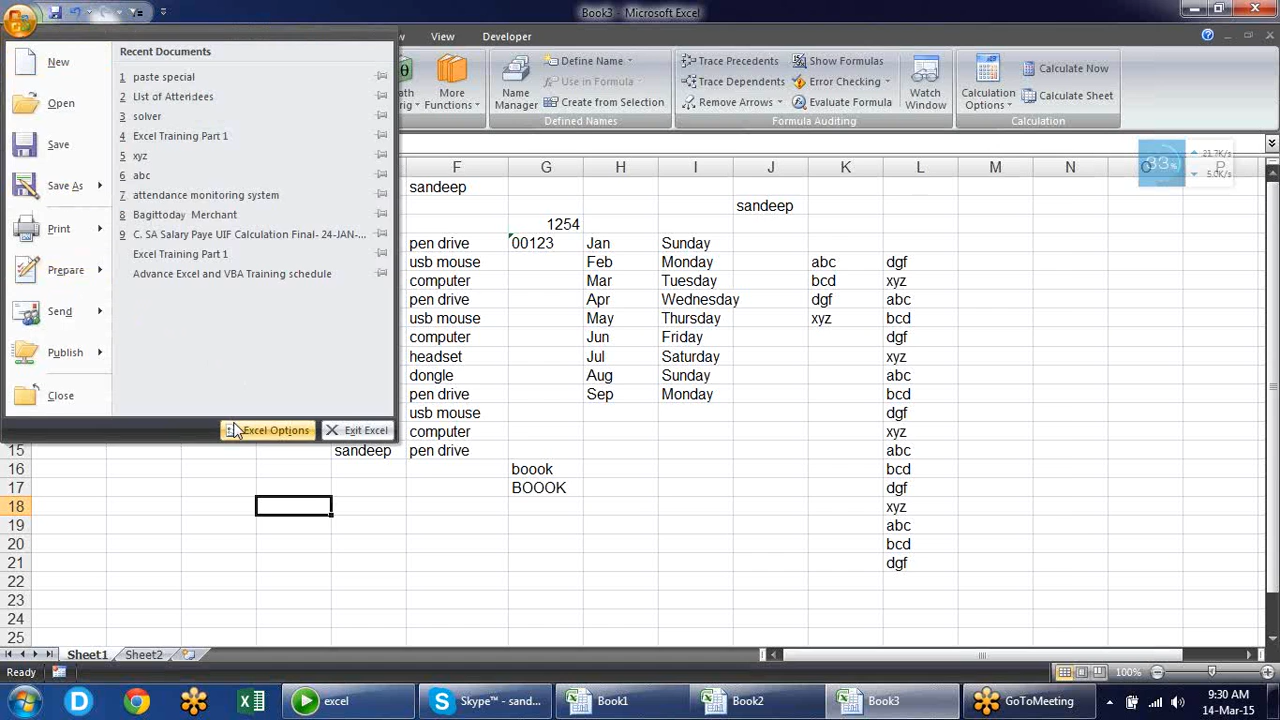 Book3 - Microsoft Excel
View Developer
Recent Documents
New
Open
Save
Save As
Print
Prepare
Send
Publish
Close
1 paste special
2 List of Attendees
3 solver
4 Excel Training Part 1
5 xyz
6 abc
7 attendance monitoring system
8 Bagittoday Merchant
9 C. SA Salary Paye UIF Calculation Final- 24-JAN-...
Excel Training Part 1
Advance Excel and VBA Training schedule
Excel Options Exit Excel
More Functions
Name Manager
Define Name
Use in Formula
Create from Selection
Defined Names
Trace Precedents
Trace Dependents
Remove Arrows
Show Formulas
Error Checking
Evaluate Formula
Formula Auditing
Watch Window
Calculation Options
Calculate Now
Calculate Sheet
Calculation
33%
21.7K/s
5.0K/s
F G H I J K L M N O P
sandeep
sandeep
1254
pen drive 00123 Jan Sunday
usb mouse Feb Monday abc dgf
computer Mar Tuesday bcd xyz
pen drive Apr Wednesday dgf abc
usb mouse May Thursday xyz bcd
computer Jun Friday dgf
headset Jul Saturday xyz
dongle Aug Sunday abc
pen drive Sep Monday bcd
usb mouse dgf
computer xyz
15 sandeep pen drive abc
16 boook bcd
17 BOOOK dgf
18 xyz
19 abc
20 bcd
21 dgf
22
23
24
25
Sheet1 Sheet2
Ready 100%
excel
Skype™ - sand...
Book1
Book2
Book3
GoToMeeting
9:30 AM
14-Mar-15